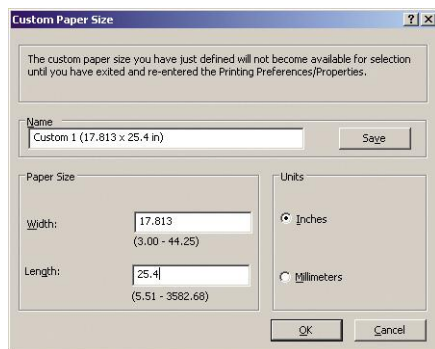 Custom Paper Size
The custom paper size you have just defined will not become available for selection
until you have exited and re-entered the Printing Preferences/Properties.
Name
Custom 1 (17.813 x 25.4 in)
Save
Paper Size
Width:
17.813
(3.00 - 44.25)
Length:
25.4
(5.51 - 3582.68)
Units
Inches
Millimeters
OK
Cancel